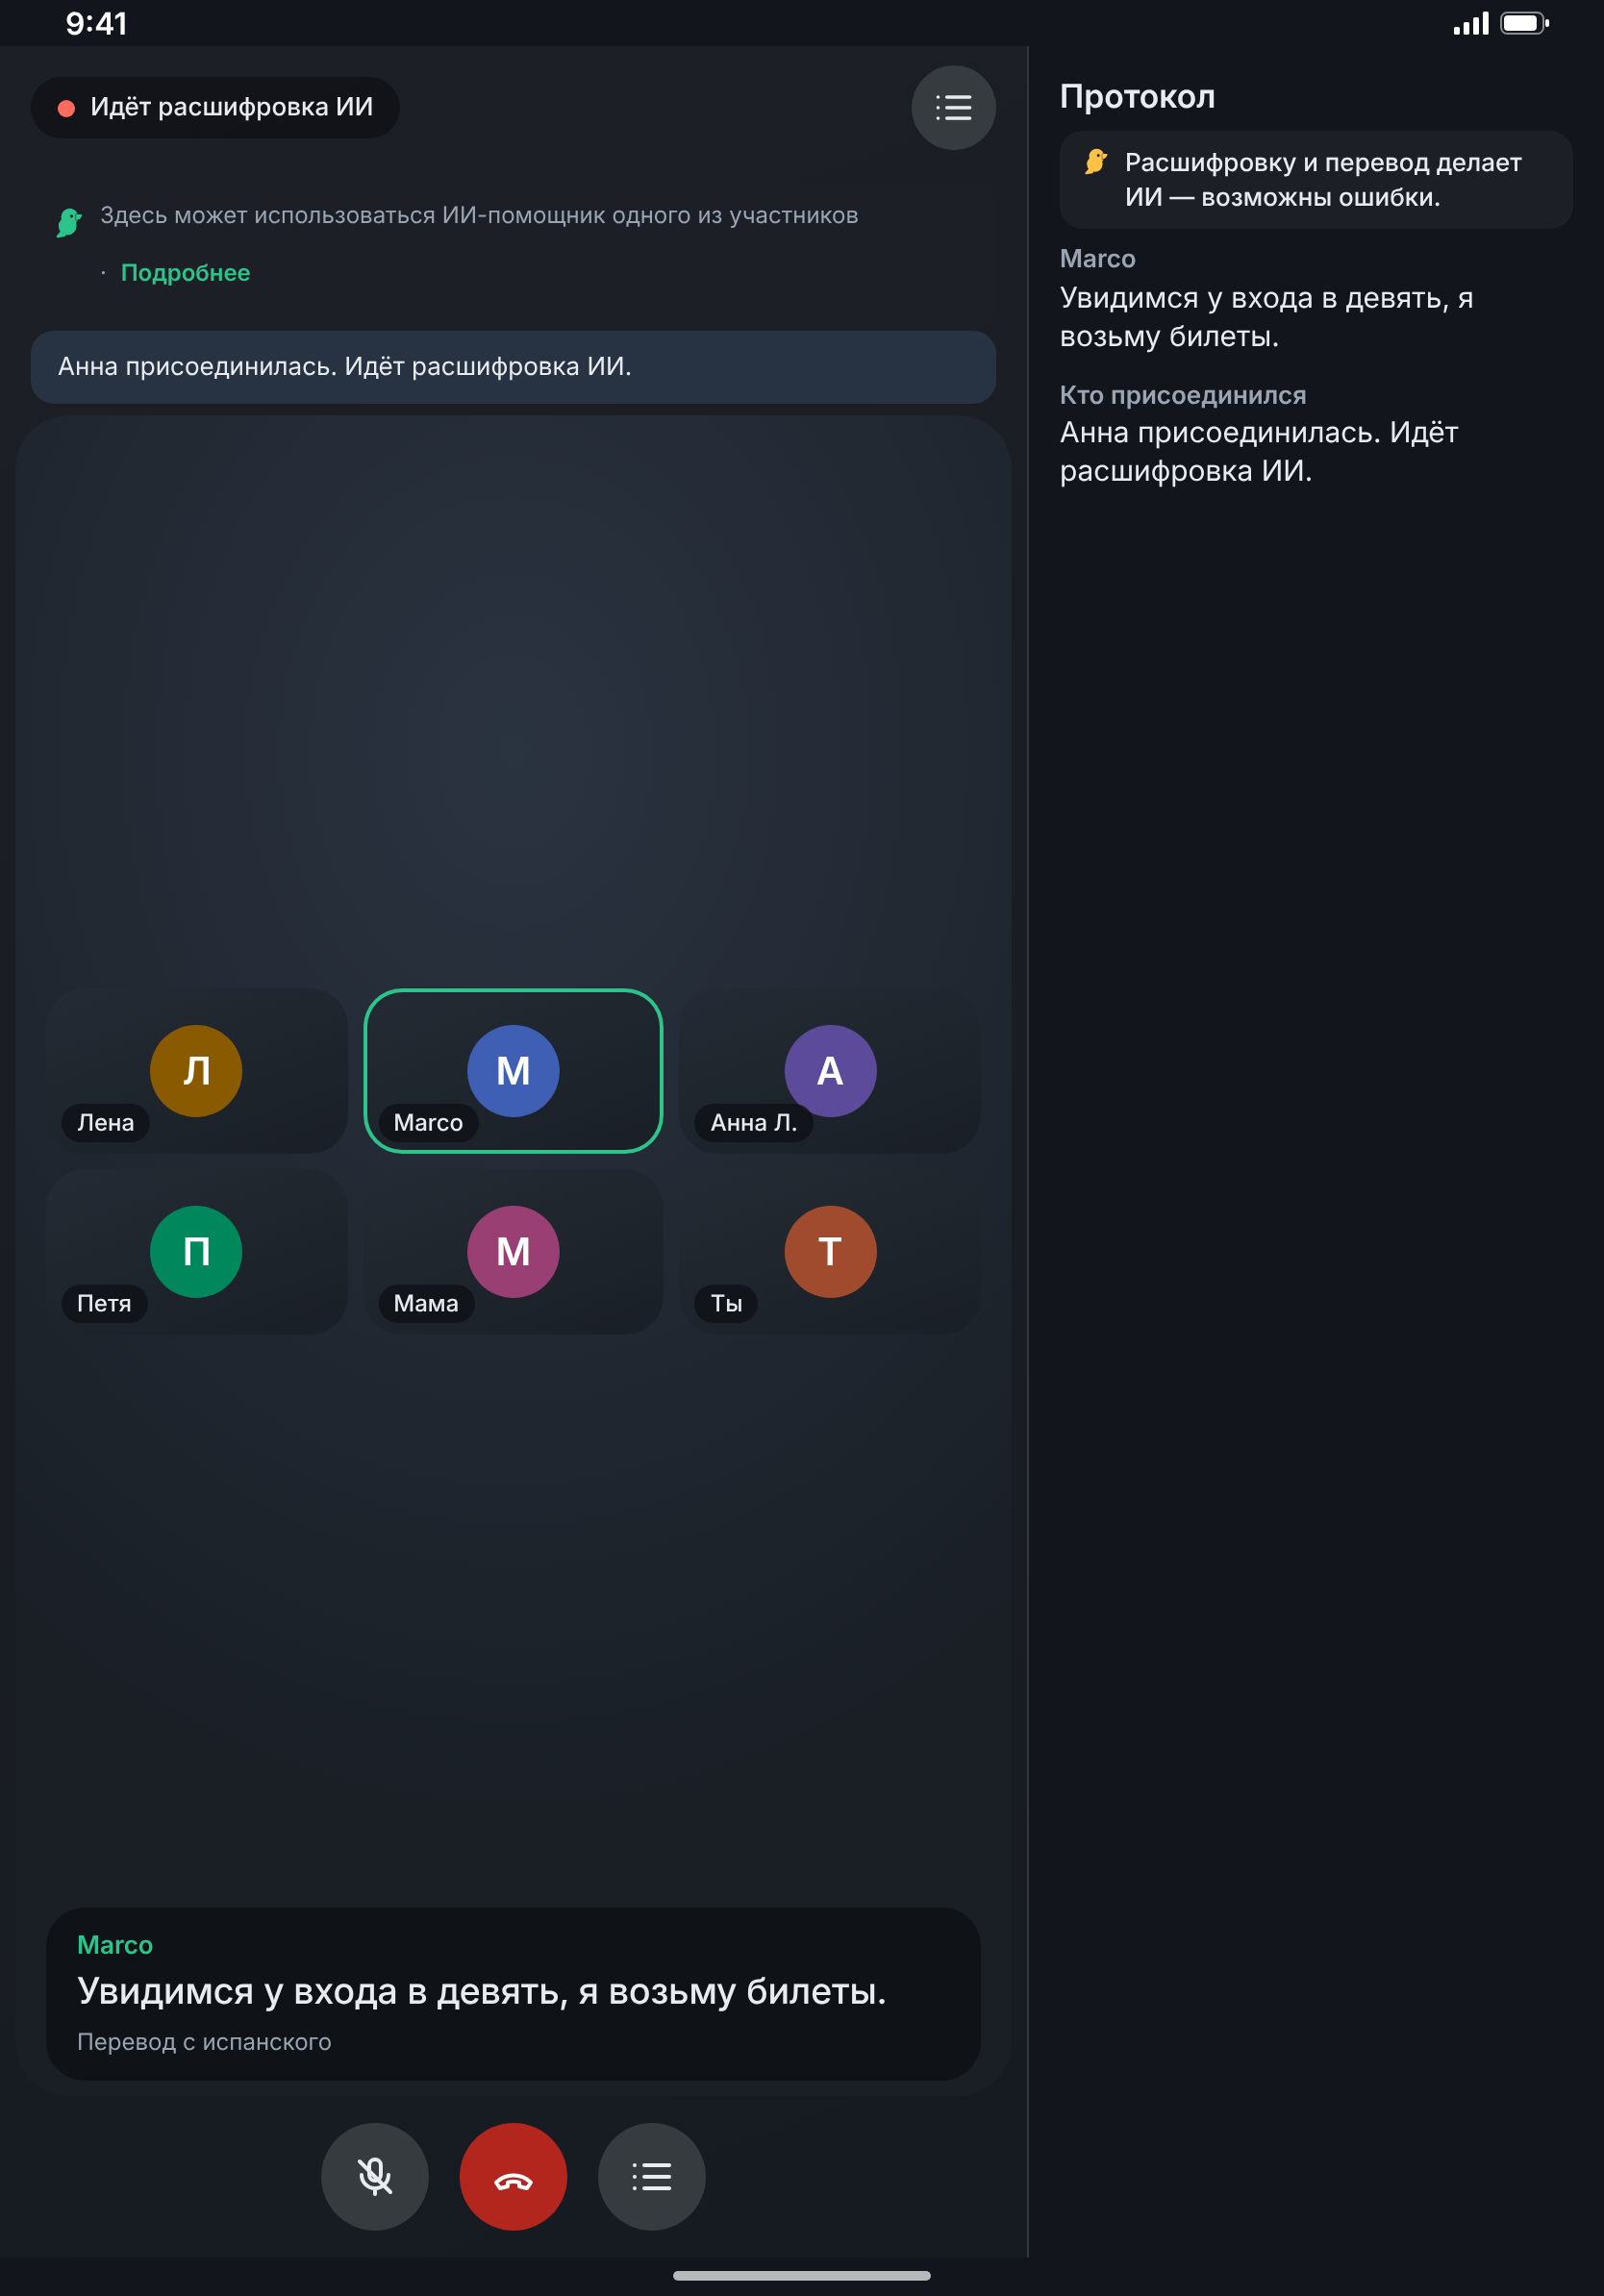 9:41
Идёт расшифровка ИИ
Здесь может использоваться ИИ-помощник одного из участников
· Подробнее
Анна присоединилась. Идёт расшифровка ИИ.
Л
Лена
М
Marco
А
Анна Л.
П
Петя
М
Мама
Т
Ты
Marco
Увидимся у входа в девять, я возьму билеты.
Перевод с испанского
Протокол
Расшифровку и перевод делает
ИИ — возможны ошибки.
Marco
Увидимся у входа в девять, я
возьму билеты.
Кто присоединился
Анна присоединилась. Идёт
расшифровка ИИ.